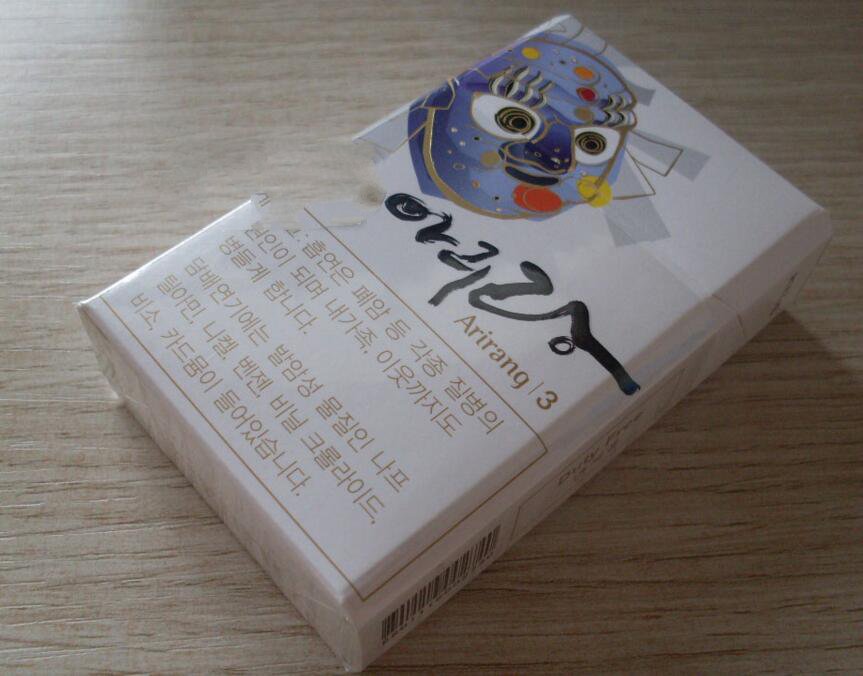 아리랑
Arirang | 3
흡연은 폐암 등 각종 질병의
원인이 되며 내가족, 이웃까지도
병들게 합니다.
담배연기에는 발암성 물질인 나프
틸아민, 니켈, 벤젠, 비닐 크롤라이드,
비소, 카드뮴이 들어있습니다.
Duty Free